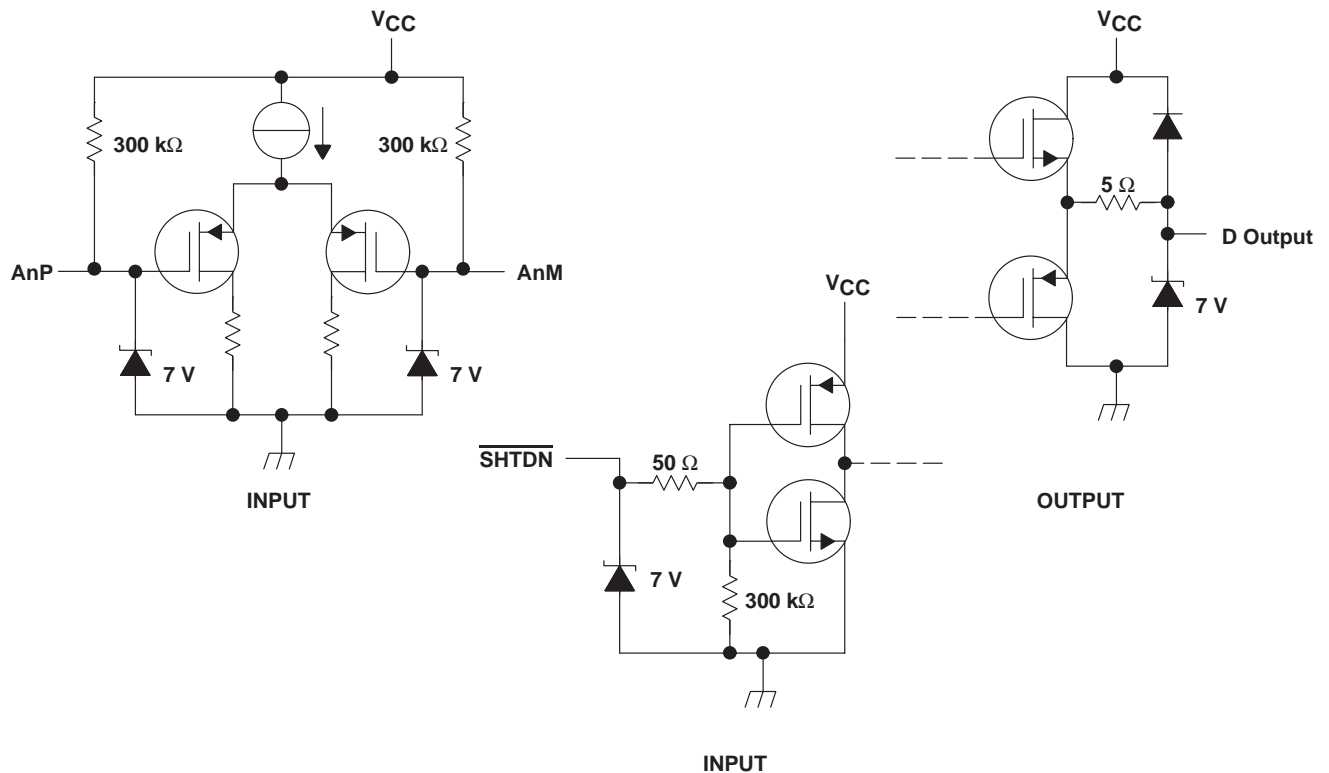 VCC
300 kΩ
300 kΩ
AnP
AnM
7 V
7 V
INPUT
VCC
SHTDN
50 Ω
7 V
300 kΩ
INPUT
VCC
5 Ω
D Output
7 V
OUTPUT